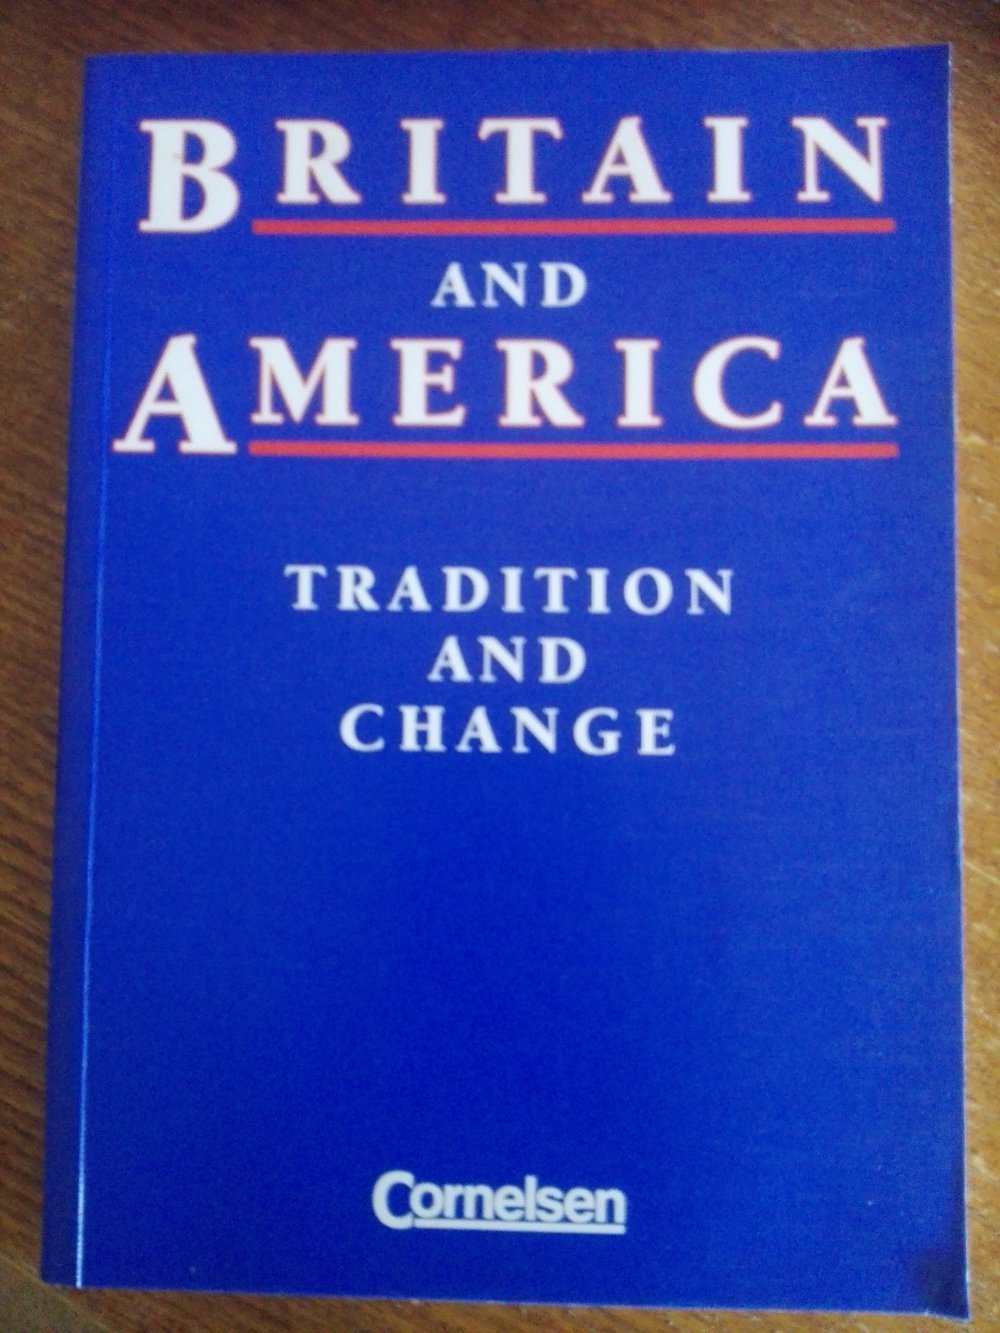 BRITAIN
AND
AMERICA
TRADITION
AND
CHANGE
Cornelsen